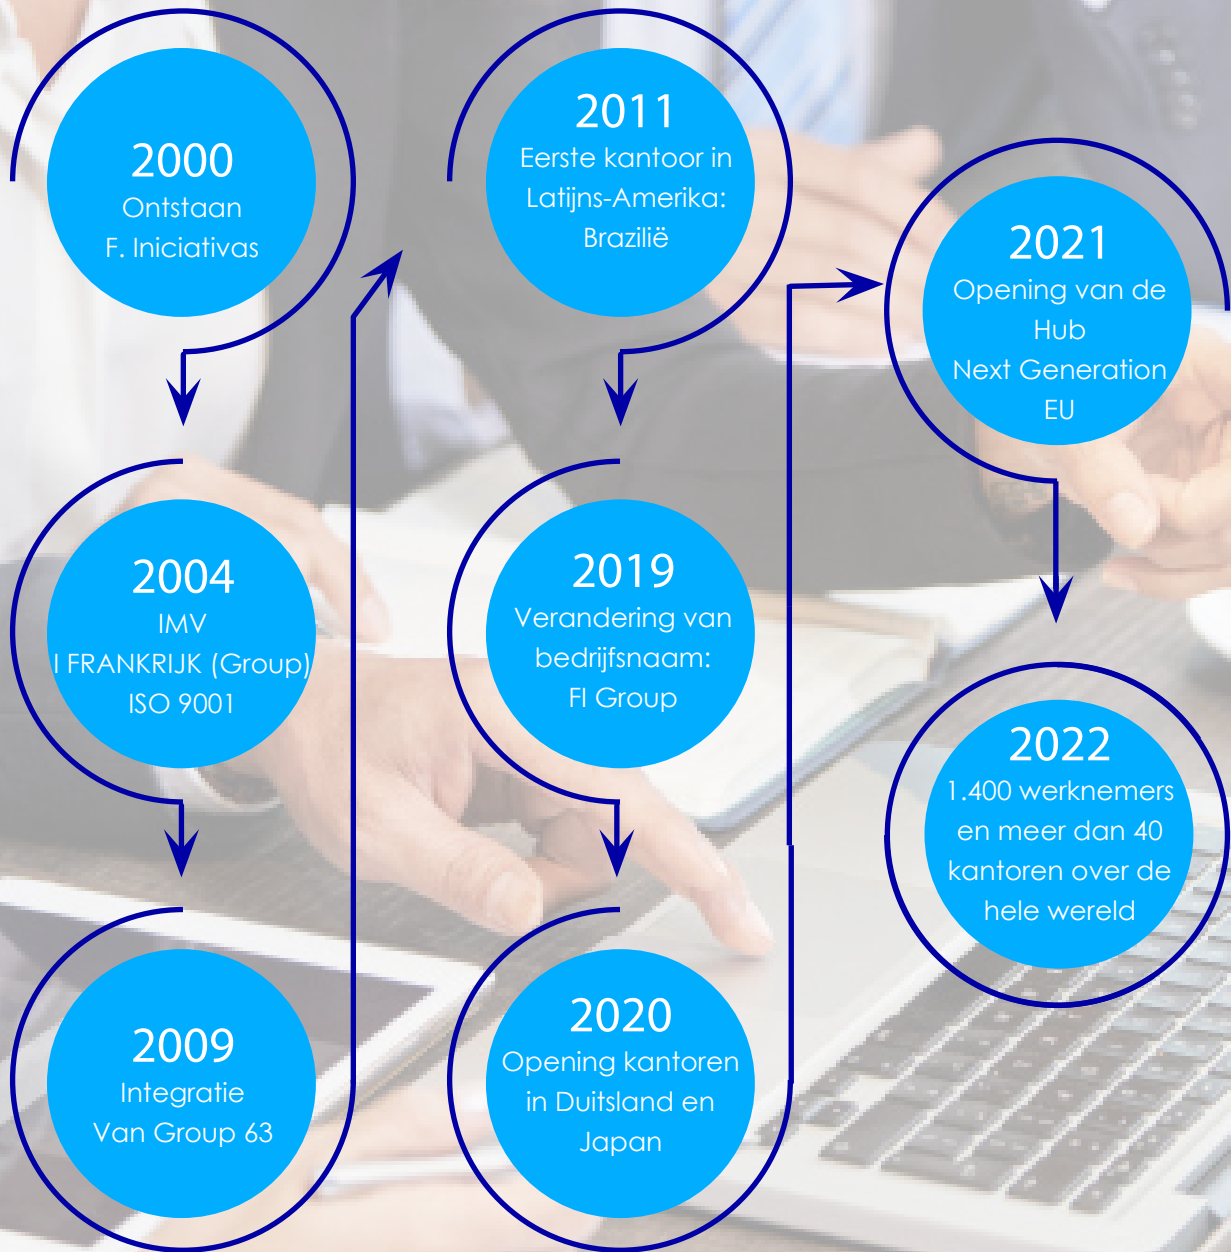 2000
Ontstaan
F. Iniciativas
2004
IMV
I FRANKRIJK (Group)
ISO 9001
2009
Integratie
Van Group 63
2011
Eerste kantoor in
Latijns-Amerika:
Brazilië
2019
Verandering van
bedrijfsnaam:
FI Group
2020
Opening kantoren
in Duitsland en
Japan
2021
Opening van de
Hub
Next Generation
EU
2022
1.400 werknemers
en meer dan 40
kantoren over de
hele wereld